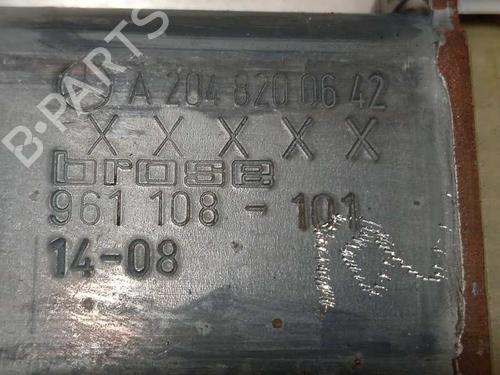 B-PARTS
A 204 820 06 42
X X X X X
brose
961 108 - 101
14-08